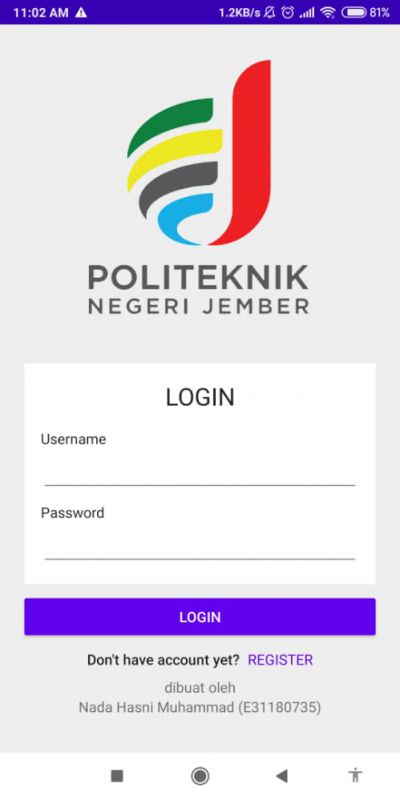 11:02 AM 1.2KB/s 81%
POLITEKNIK
NEGERI JEMBER
LOGIN
Username
Password
LOGIN
Don't have account yet? REGISTER
dibuat oleh
Nada Hasni Muhammad (E31180735)